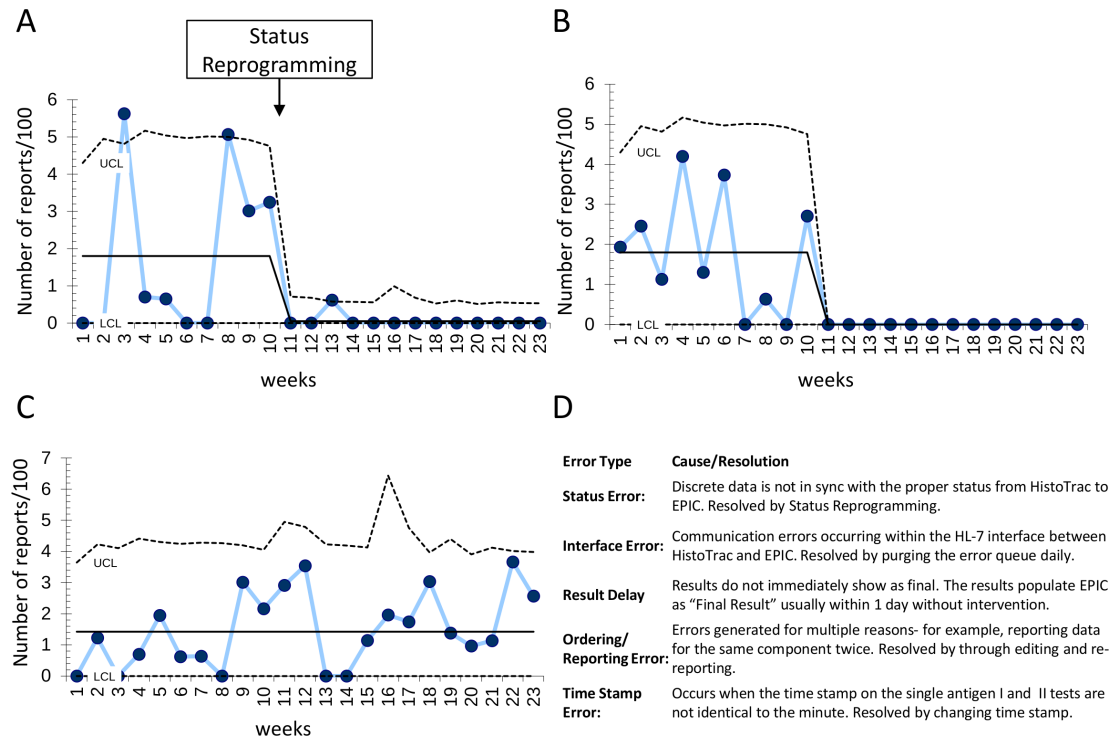 A
Status
Reprogramming
Number of reports/100
6
5
4
3
2
1
0
UCL
LCL
1 2 3 4 5 6 7 8 9 10 11 12 13 14 15 16 17 18 19 20 21 22 23
weeks
B
Number of reports/100
6
5
4
3
2
1
0
UCL
LCL
1 2 3 4 5 6 7 8 9 10 11 12 13 14 15 16 17 18 19 20 21 22 23
weeks
C
Number of reports/100
7
6
5
4
3
2
1
0
UCL
LCL
1 2 3 4 5 6 7 8 9 10 11 12 13 14 15 16 17 18 19 20 21 22 23
weeks
D
Error Type Cause/Resolution
Status Error: Discrete data is not in sync with the proper status from HistoTrac to
EPIC. Resolved by Status Reprogramming.
Interface Error: Communication errors occurring within the HL-7 interface between
HistoTrac and EPIC. Resolved by purging the error queue daily.
Result Delay Results do not immediately show as final. The results populate EPIC
as “Final Result” usually within 1 day without intervention.
Ordering/
Reporting Error: Errors generated for multiple reasons- for example, reporting data
for the same component twice. Resolved by through editing and re-
reporting.
Time Stamp
Error: Occurs when the time stamp on the single antigen I and II tests are
not identical to the minute. Resolved by changing time stamp.